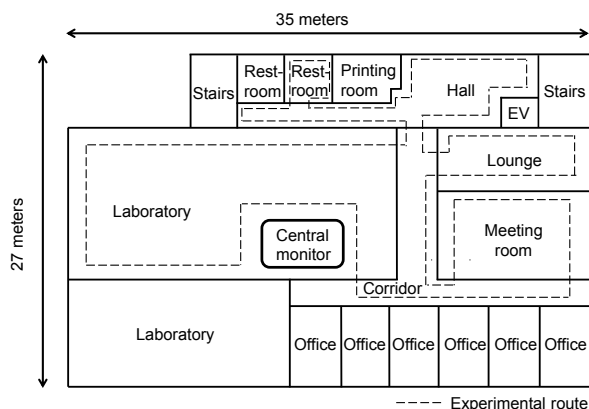 35 meters
27 meters
Stairs
Rest-
room
Rest-
room
Printing
room
Hall
EV
Stairs
Lounge
Laboratory
Central
monitor
Meeting
room
Corridor
Laboratory
Office
Office
Office
Office
Office
Office
Experimental route